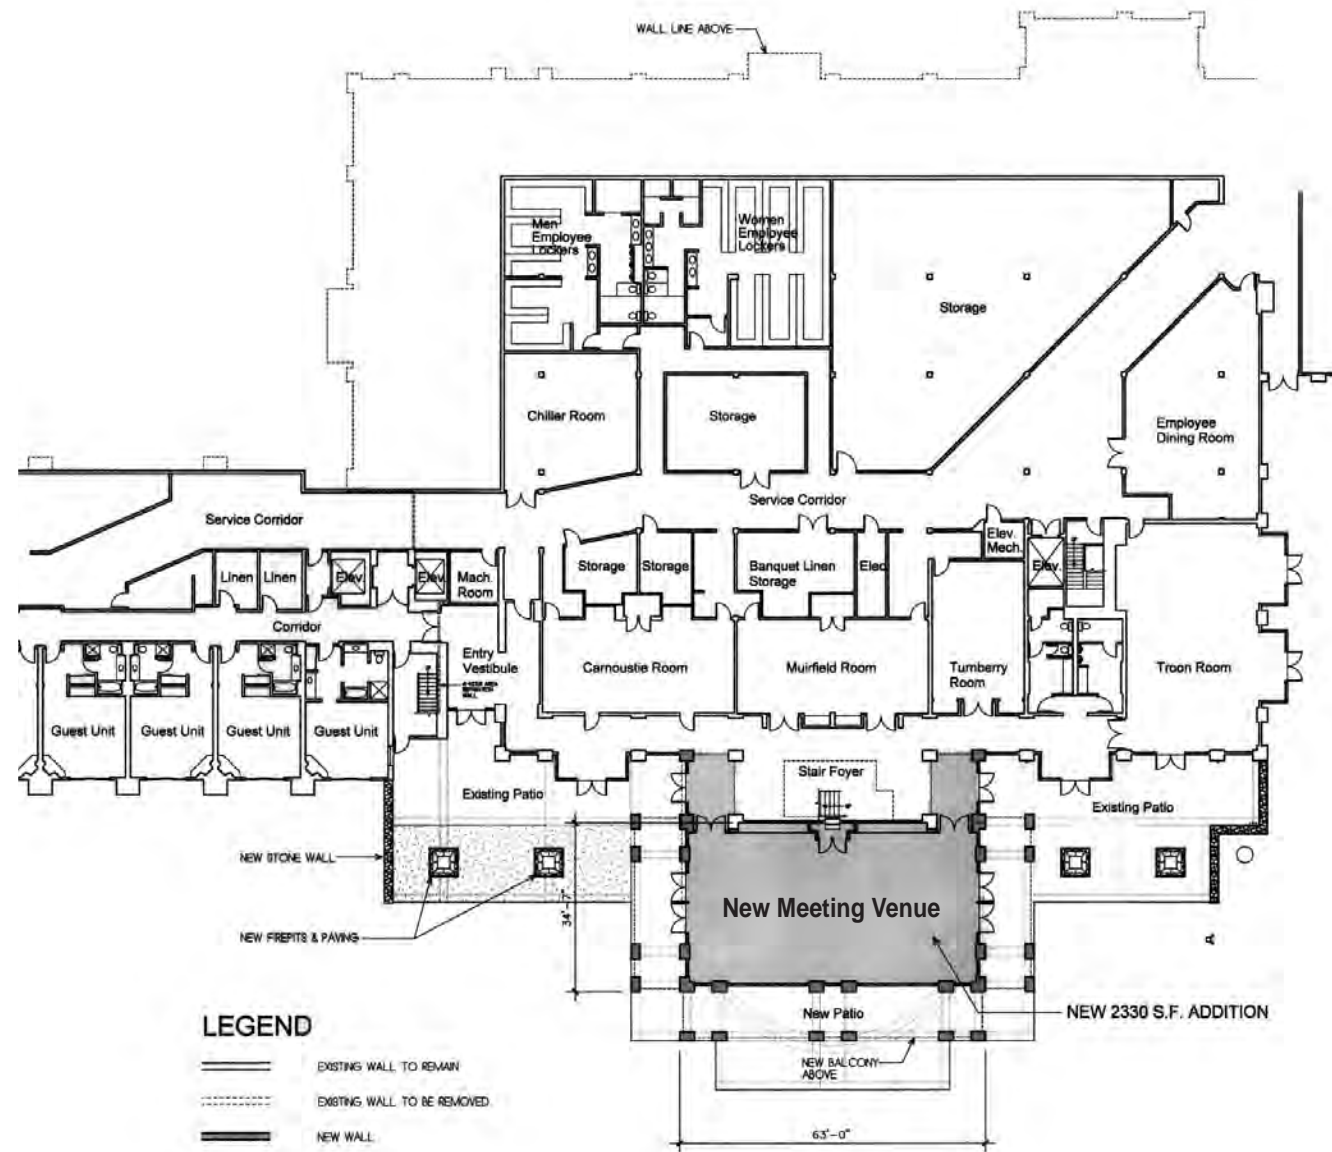 WALL LINE ABOVE
Men
Employee
Lockers
Women
Employee
Lockers
Storage
Chiller Room
Storage
Employee
Dining Room
Service Corridor
Service Corridor
Elev.
Mech.
Storage
Storage
Banquet Linen
Storage
Elec
Elev.
Linen
Linen
Elev.
Elev.
Mach.
Room
Corridor
Entry
Vestibule
Carnoustie Room
Muirfield Room
Turnberry
Room
Troon Room
Guest Unit
Guest Unit
Guest Unit
Guest Unit
Stair Foyer
Existing Patio
Existing Patio
NEW STONE WALL
34'-7"
New Meeting Venue
NEW FIREPITS & PAVING
New Patio
NEW 2330 S.F. ADDITION
LEGEND
NEW BALCONY
ABOVE
EXISTING WALL TO REMAIN
EXISTING WALL TO BE REMOVED
NEW WALL
63'-0"